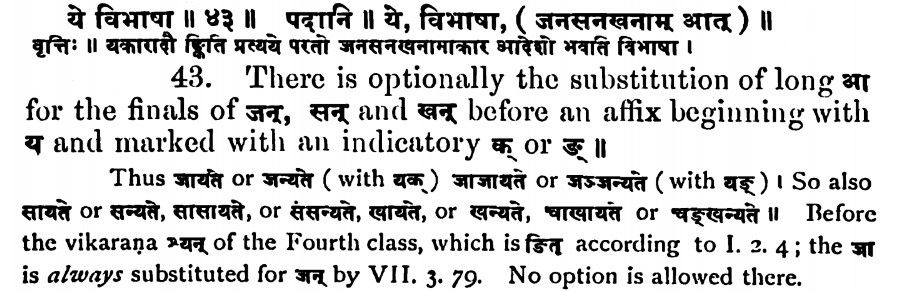 ये विभाषा ॥ ४३ ॥ पदानि ॥ ये, विभाषा, ( जनसनखनाम् आत् ) ॥
वृत्तिः ॥ यकारादौ ङ्किति प्रत्यये परतो जनसनखनामाकार आदेशो भवति विभाषा ।
43. There is optionally the substitution of long आ
for the finals of जन्, सन् and खन् before an affix beginning with
य and marked with an indicatory क् or ङ् ॥
Thus जायते or जन्यते ( with यक् ) जाजायते or जञ्जन्यते ( with यङ् ) । So also
सायते or सन्यते, सासायते, or संसन्यते, खायते, or खन्यते, चाखायते or चङ्खन्यते ॥ Before
the vikaraṇa श्यन् of the Fourth class, which is ङित् according to I. 2. 4 ; the जा
is always substituted for जन् by VII. 3. 79. No option is allowed there.